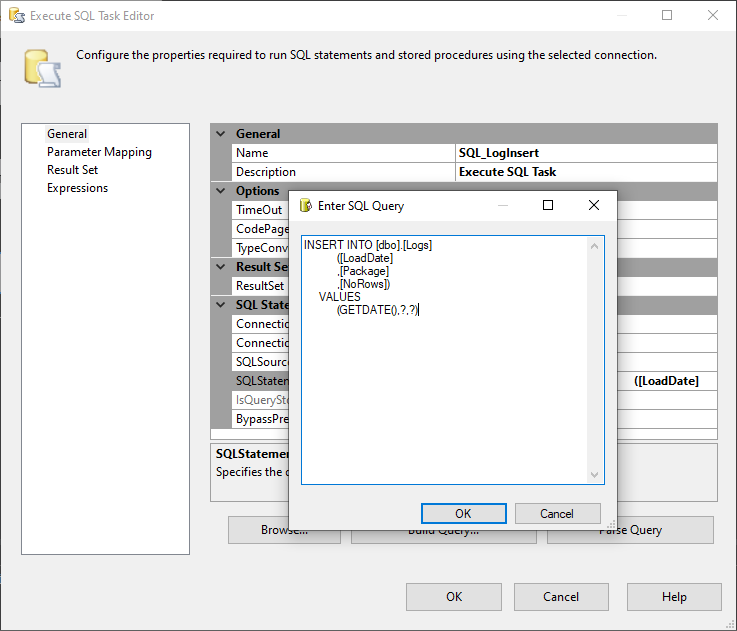 Execute SQL Task Editor
Configure the properties required to run SQL statements and stored procedures using the selected connection.
General
Parameter Mapping
Result Set
Expressions
General
Name SQL_LogInsert
Description Execute SQL Task
Options
TimeOut
CodePage
TypeConv
Result Se
ResultSet
SQL State
Connectio
Connectio
SQLSourc
SQLStatem ([LoadDate]
IsQuerySto
BypassPre
SQLStatemen
Specifies the
Enter SQL Query
INSERT INTO [dbo].[Logs]
([LoadDate]
,[Package]
,[NoRows])
VALUES
(GETDATE(),?,?)
OK Cancel
Browse... Build Query... Parse Query
OK Cancel Help